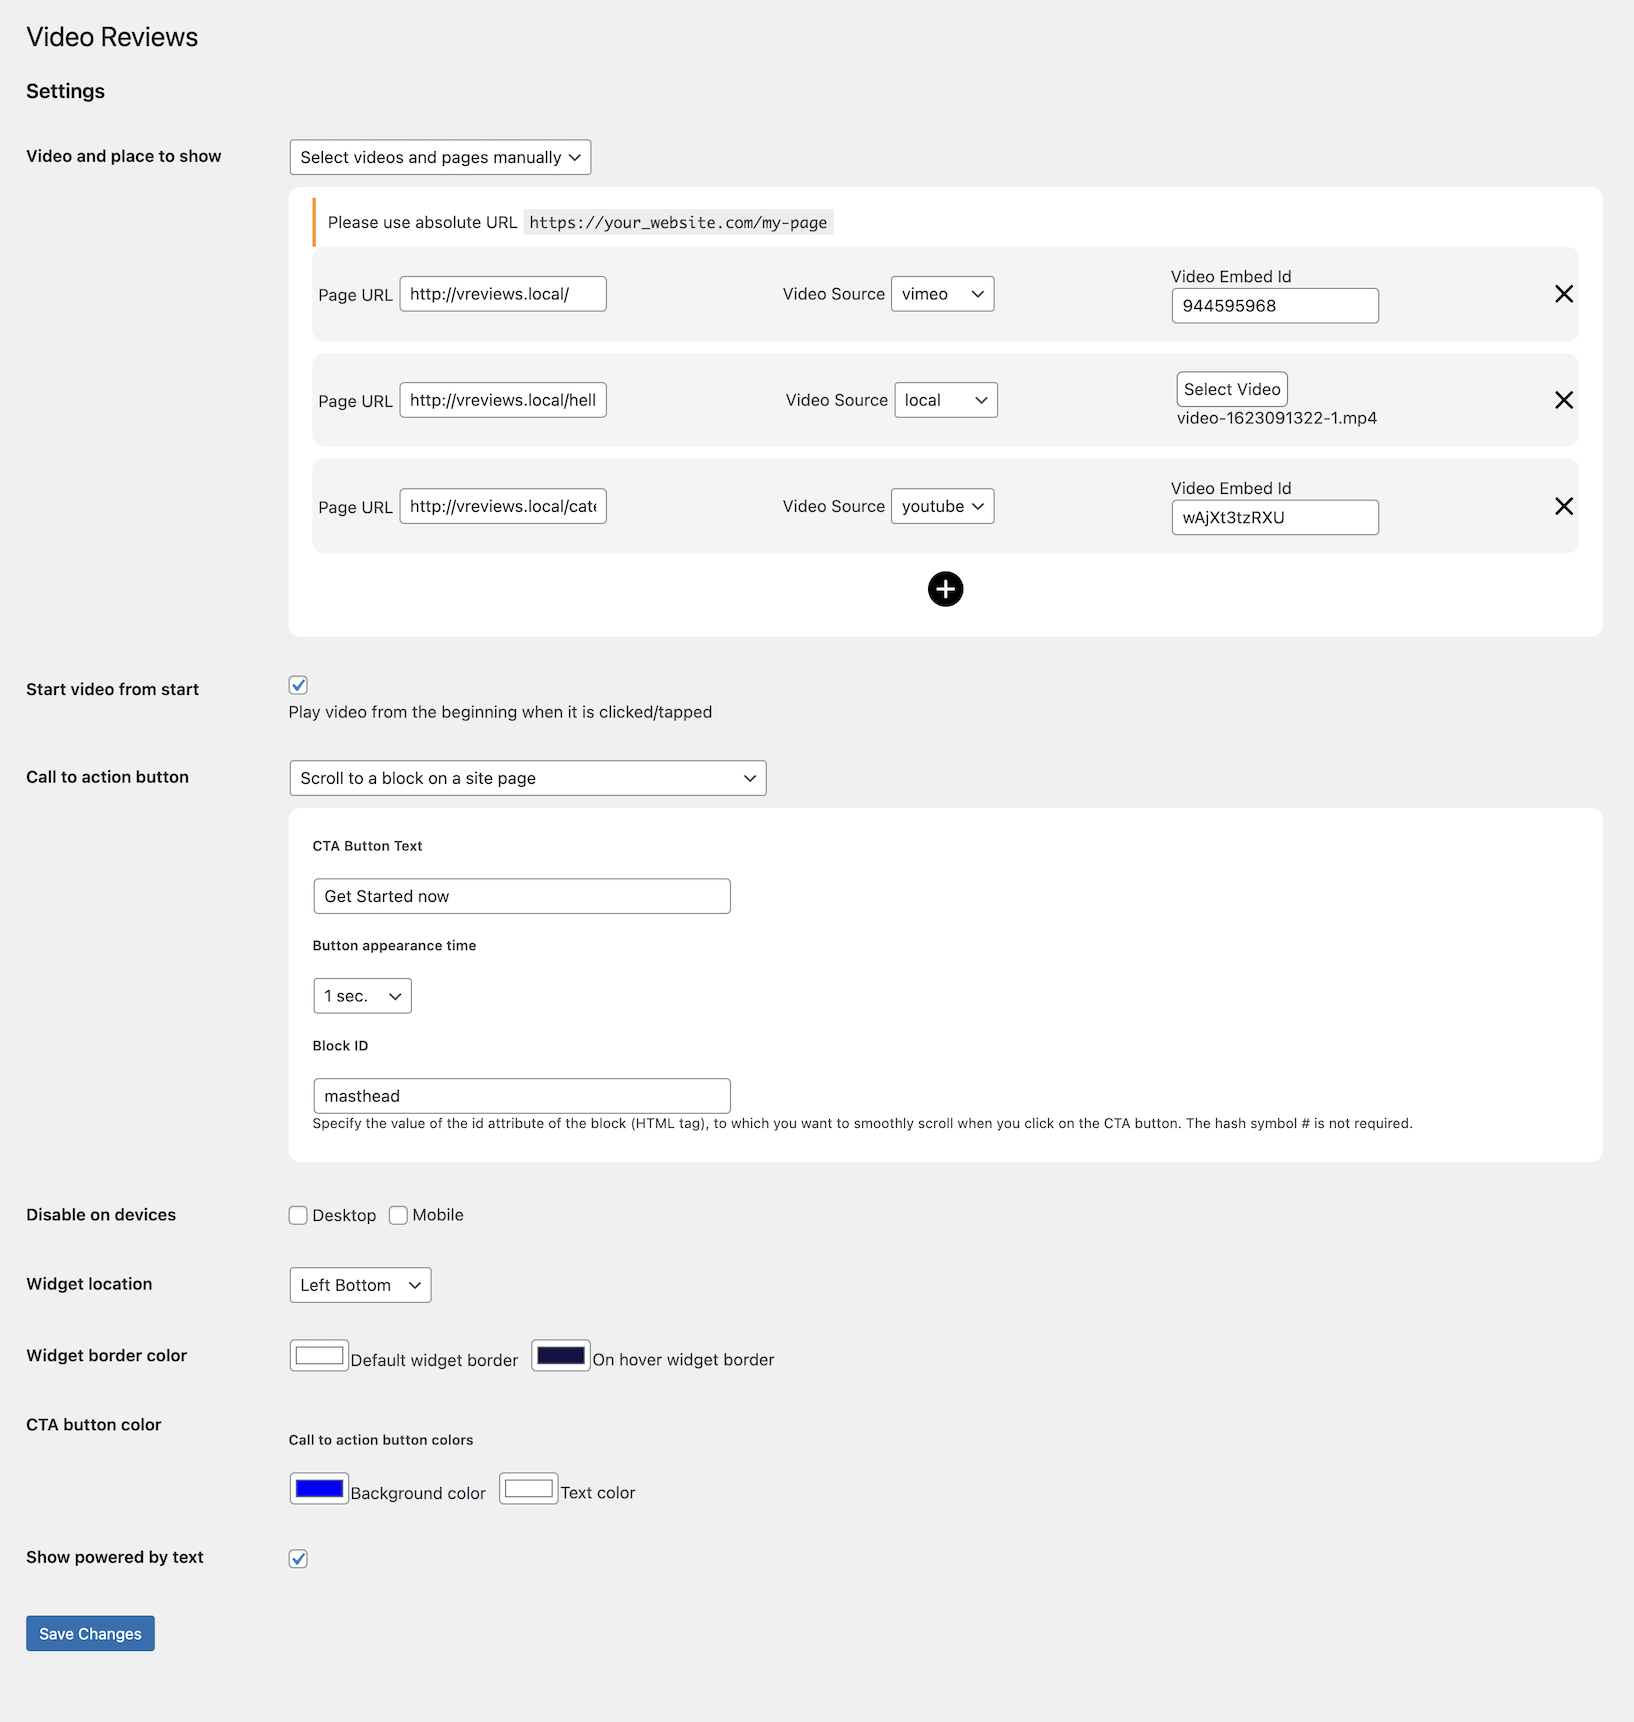 Video Reviews
Settings
Video and place to show
Select videos and pages manually
Please use absolute URL https://your_website.com/my-page
Page URL http://vreviews.local/ Video Source vimeo Video Embed Id 944595968
Page URL http://vreviews.local/hell Video Source local Select Video video-1623091322-1.mp4
Page URL http://vreviews.local/cate Video Source youtube Video Embed Id wAjXt3tzRXU
Start video from start
Play video from the beginning when it is clicked/tapped
Call to action button
Scroll to a block on a site page
CTA Button Text
Get Started now
Button appearance time
1 sec.
Block ID
masthead
Specify the value of the id attribute of the block (HTML tag), to which you want to smoothly scroll when you click on the CTA button. The hash symbol # is not required.
Disable on devices Desktop Mobile
Widget location Left Bottom
Widget border color Default widget border On hover widget border
CTA button color
Call to action button colors
Background color Text color
Show powered by text
Save Changes